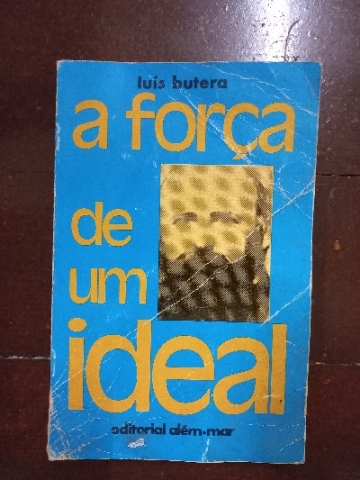 luís butera
a força
de
um
ideal
editorial além-mar